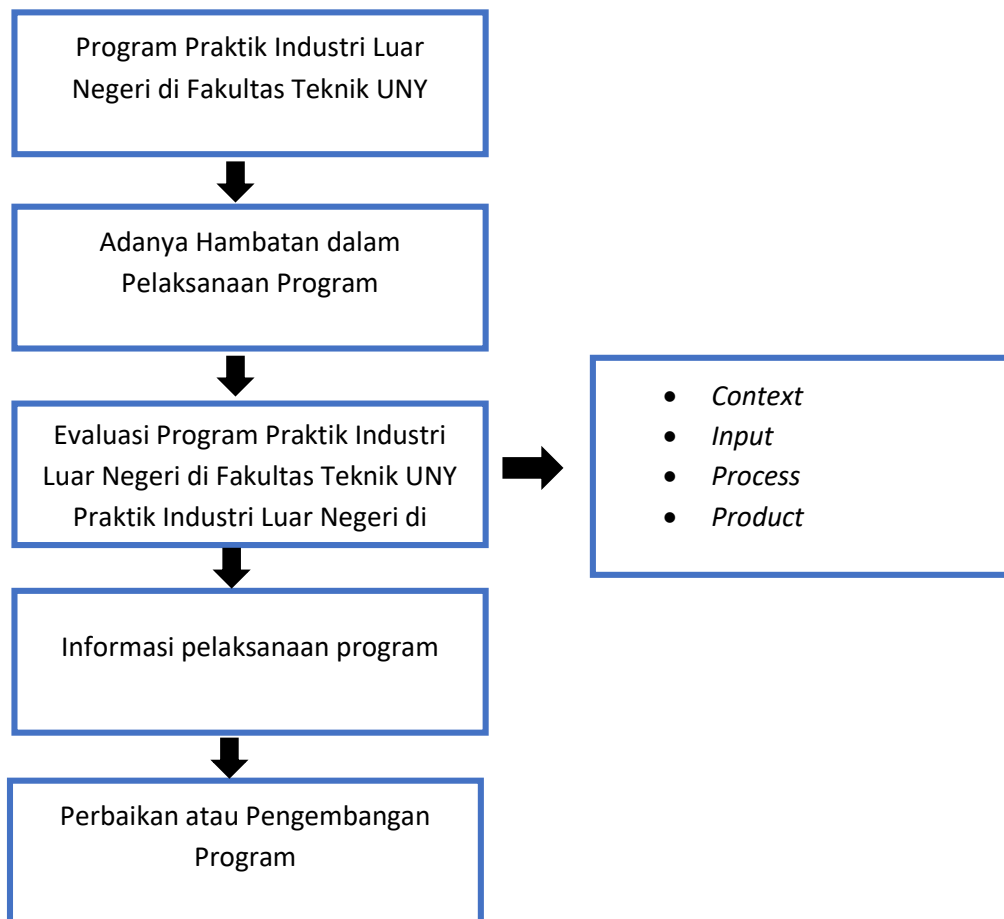 Program Praktik Industri Luar
Negeri di Fakultas Teknik UNY
Adanya Hambatan dalam
Pelaksanaan Program
Evaluasi Program Praktik Industri
Luar Negeri di Fakultas Teknik UNY
Praktik Industri Luar Negeri di
• Context
• Input
• Process
• Product
Informasi pelaksanaan program
Perbaikan atau Pengembangan
Program